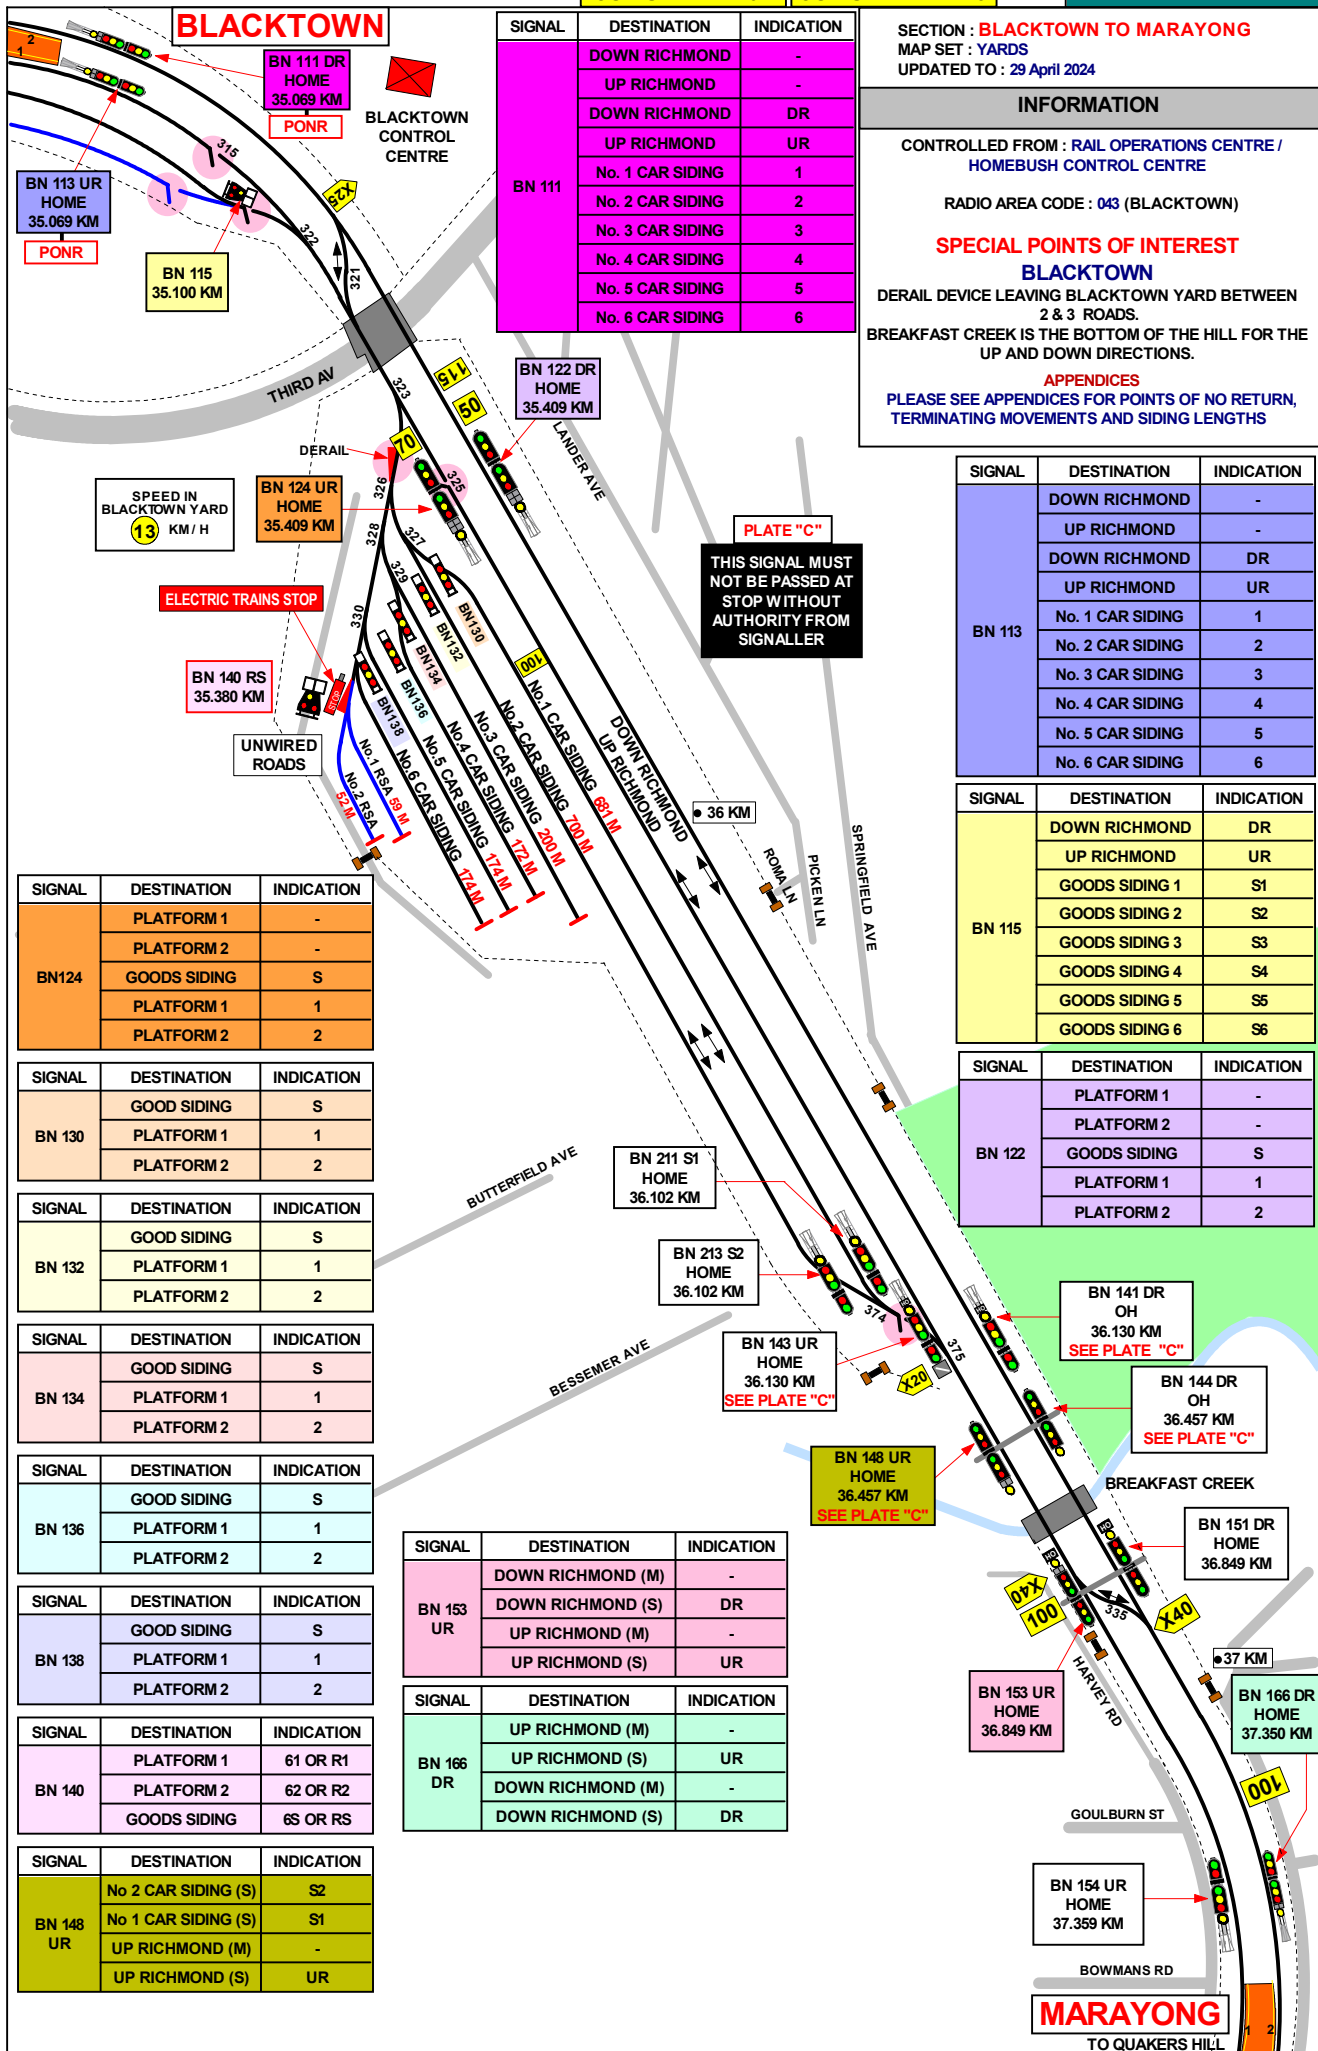 BLACKTOWN
2
1
BN 111 DR
HOME
35.069 KM
PONR
BLACKTOWN
CONTROL
CENTRE
BN 113 UR
HOME
35.069 KM
PONR
315
BN 115
35.100 KM
322
X25
321
THIRD AV
SIGNAL DESTINATION INDICATION
BN 111
DOWN RICHMOND -
UP RICHMOND -
DOWN RICHMOND DR
UP RICHMOND UR
No. 1 CAR SIDING 1
No. 2 CAR SIDING 2
No. 3 CAR SIDING 3
No. 4 CAR SIDING 4
No. 5 CAR SIDING 5
No. 6 CAR SIDING 6
SECTION : BLACKTOWN TO MARAYONG
MAP SET : YARDS
UPDATED TO : 29 April 2024
INFORMATION
CONTROLLED FROM : RAIL OPERATIONS CENTRE /
HOMEBUSH CONTROL CENTRE
RADIO AREA CODE : 043 (BLACKTOWN)
SPECIAL POINTS OF INTEREST
BLACKTOWN
DERAIL DEVICE LEAVING BLACKTOWN YARD BETWEEN
2 & 3 ROADS.
BREAKFAST CREEK IS THE BOTTOM OF THE HILL FOR THE
UP AND DOWN DIRECTIONS.
APPENDICES
PLEASE SEE APPENDICES FOR POINTS OF NO RETURN,
TERMINATING MOVEMENTS AND SIDING LENGTHS
323
115
50
BN 122 DR
HOME
35.409 KM
LANDER AVE
DERAIL
70
325
326
BN 124 UR
HOME
35.409 KM
SPEED IN
BLACKTOWN YARD
13 KM / H
328
327
329
330
ELECTRIC TRAINS STOP
BN 140 RS
35.380 KM
STOP
UNWIRED
ROADS
BN130
BN132
BN134
BN136
BN138
100
PLATE "C"
THIS SIGNAL MUST
NOT BE PASSED AT
STOP WITHOUT
AUTHORITY FROM
SIGNALLER
No.2 RSA 52 M
No.1 RSA 59 M
No.6 CAR SIDING 174 M
No.5 CAR SIDING 174 M
No.4 CAR SIDING 172 M
No.3 CAR SIDING 200 M
No.2 CAR SIDING 700 M
No.1 CAR SIDING 681 M
UP RICHMOND
DOWN RICHMOND
36 KM
ROMA LN
PICKEN LN
SPRINGFIELD AVE
SIGNAL DESTINATION INDICATION
BN 113
DOWN RICHMOND -
UP RICHMOND -
DOWN RICHMOND DR
UP RICHMOND UR
No. 1 CAR SIDING 1
No. 2 CAR SIDING 2
No. 3 CAR SIDING 3
No. 4 CAR SIDING 4
No. 5 CAR SIDING 5
No. 6 CAR SIDING 6
SIGNAL DESTINATION INDICATION
BN 115
DOWN RICHMOND DR
UP RICHMOND UR
GOODS SIDING 1 S1
GOODS SIDING 2 S2
GOODS SIDING 3 S3
GOODS SIDING 4 S4
GOODS SIDING 5 S5
GOODS SIDING 6 S6
SIGNAL DESTINATION INDICATION
BN 122
PLATFORM 1 -
PLATFORM 2 -
GOODS SIDING S
PLATFORM 1 1
PLATFORM 2 2
SIGNAL DESTINATION INDICATION
BN124
PLATFORM 1 -
PLATFORM 2 -
GOODS SIDING S
PLATFORM 1 1
PLATFORM 2 2
SIGNAL DESTINATION INDICATION
BN 130
GOOD SIDING S
PLATFORM 1 1
PLATFORM 2 2
SIGNAL DESTINATION INDICATION
BN 132
GOOD SIDING S
PLATFORM 1 1
PLATFORM 2 2
SIGNAL DESTINATION INDICATION
BN 134
GOOD SIDING S
PLATFORM 1 1
PLATFORM 2 2
SIGNAL DESTINATION INDICATION
BN 136
GOOD SIDING S
PLATFORM 1 1
PLATFORM 2 2
SIGNAL DESTINATION INDICATION
BN 138
GOOD SIDING S
PLATFORM 1 1
PLATFORM 2 2
SIGNAL DESTINATION INDICATION
BN 140
PLATFORM 1 61 OR R1
PLATFORM 2 62 OR R2
GOODS SIDING 6S OR RS
SIGNAL DESTINATION INDICATION
BN 148
UR
No 2 CAR SIDING (S) S2
No 1 CAR SIDING (S) S1
UP RICHMOND (M) -
UP RICHMOND (S) UR
BUTTERFIELD AVE
BESSEMER AVE
BN 211 S1
HOME
36.102 KM
BN 213 S2
HOME
36.102 KM
374
375
BN 143 UR
HOME
36.130 KM
SEE PLATE "C"
X20
BN 141 DR
OH
36.130 KM
SEE PLATE "C"
BN 144 DR
OH
36.457 KM
SEE PLATE "C"
BN 148 UR
HOME
36.457 KM
SEE PLATE "C"
BREAKFAST CREEK
BN 151 DR
HOME
36.849 KM
SIGNAL DESTINATION INDICATION
BN 153
UR
DOWN RICHMOND (M) -
DOWN RICHMOND (S) DR
UP RICHMOND (M) -
UP RICHMOND (S) UR
SIGNAL DESTINATION INDICATION
BN 166
DR
UP RICHMOND (M) -
UP RICHMOND (S) UR
DOWN RICHMOND (M) -
DOWN RICHMOND (S) DR
X40
100
335
X40
HARVEY RD
37 KM
BN 153 UR
HOME
36.849 KM
BN 166 DR
HOME
37.350 KM
100
GOULBURN ST
BN 154 UR
HOME
37.359 KM
BOWMANS RD
MARAYONG
1 2
TO QUAKERS HILL